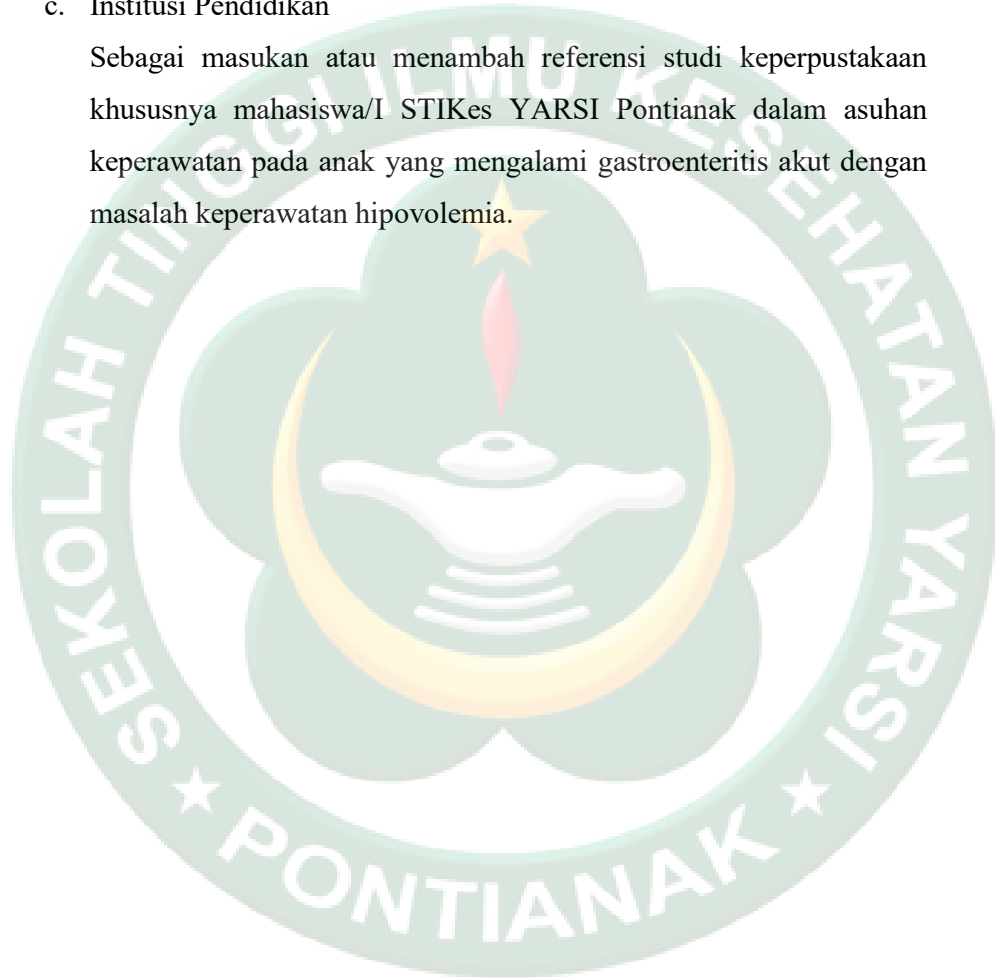 c. Institusi Pendidikan
Sebagai masukan atau menambah referensi studi keperpustakaan
khususnya mahasiswa/I STIKes YARSI Pontianak dalam asuhan
keperawatan pada anak yang mengalami gastroenteritis akut dengan
masalah keperawatan hipovolemia.
SEKOLAH TINGGI ILMU KESEHATAN YARSI
PONTIANAK